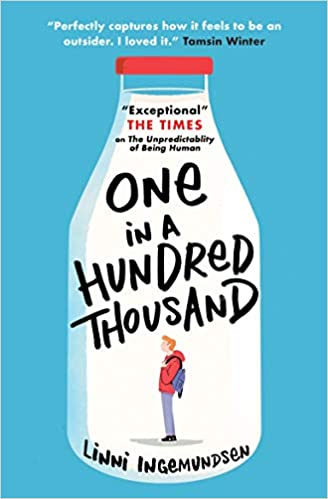 "Perfectly captures how it feels to be an
outsider. I loved it." Tamsin Winter
"Exceptional"
THE TIMES
on The Unpredictablity
of Being Human
ONE
IN A
HUNDRED
THOUSAND
LINNI INGEMUNDSEN